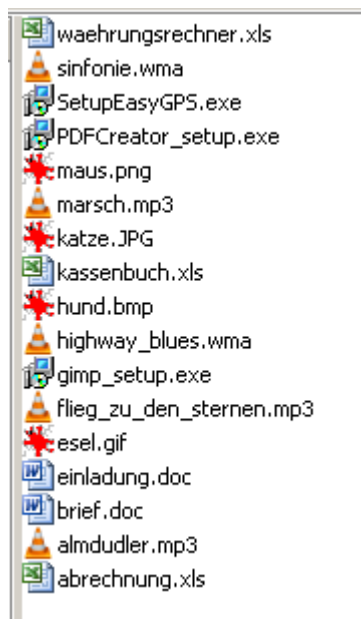 waehrungsrechner.xls
sinfonie.wma
SetupEasyGPS.exe
PDFCreator_setup.exe
maus.png
marsch.mp3
katze.JPG
kassenbuch.xls
hund.bmp
highway_blues.wma
gimp_setup.exe
flieg_zu_den_sternen.mp3
esel.gif
einladung.doc
brief.doc
almdudler.mp3
abrechnung.xls